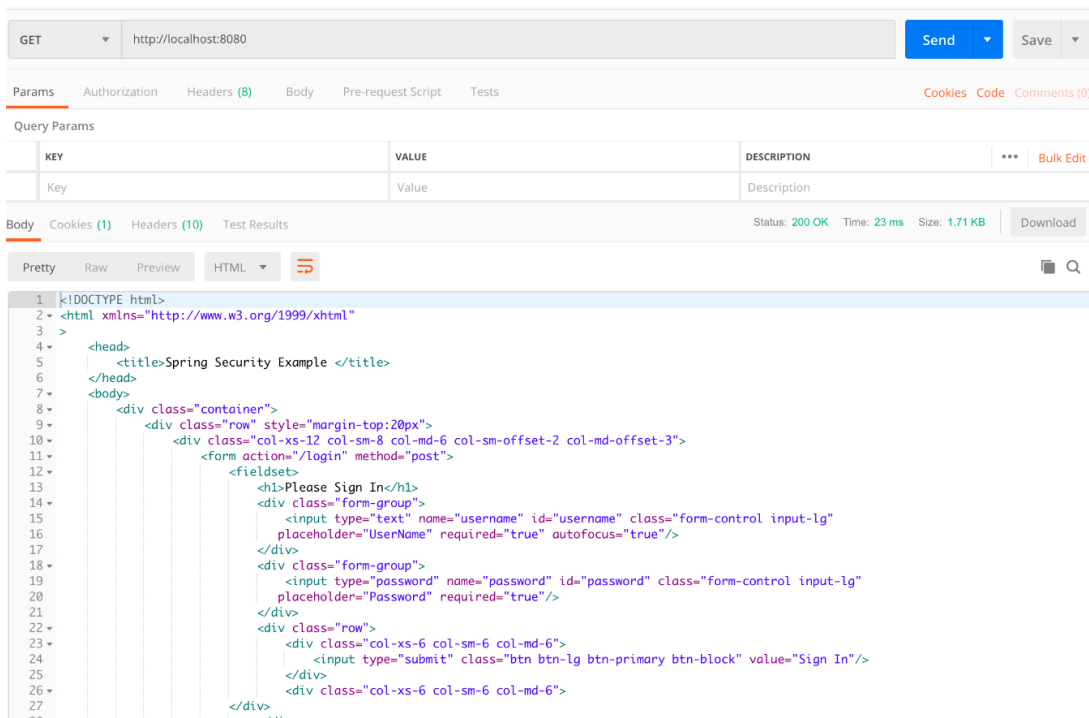 GET http://localhost:8080 Send Save
Params Authorization Headers (8) Body Pre-request Script Tests Cookies Code Comments (0)
Query Params
KEY VALUE DESCRIPTION ••• Bulk Edit
Key Value Description
Body Cookies (1) Headers (10) Test Results Status: 200 OK Time: 23 ms Size: 1.71 KB Download
Pretty Raw Preview HTML
1 <!DOCTYPE html>
2 <html xmlns="http://www.w3.org/1999/xhtml"
3 >
4 <head>
5 <title>Spring Security Example </title>
6 </head>
7 <body>
8 <div class="container">
9 <div class="row" style="margin-top:20px">
10 <div class="col-xs-12 col-sm-8 col-md-6 col-sm-offset-2 col-md-offset-3">
11 <form action="/login" method="post">
12 <fieldset>
13 <h1>Please Sign In</h1>
14 <div class="form-group">
15 <input type="text" name="username" id="username" class="form-control input-lg"
16 placeholder="UserName" required="true" autofocus="true"/>
17 </div>
18 <div class="form-group">
19 <input type="password" name="password" id="password" class="form-control input-lg"
20 placeholder="Password" required="true"/>
21 </div>
22 <div class="row">
23 <div class="col-xs-6 col-sm-6 col-md-6">
24 <input type="submit" class="btn btn-lg btn-primary btn-block" value="Sign In"/>
25 </div>
26 <div class="col-xs-6 col-sm-6 col-md-6">
27 </div>